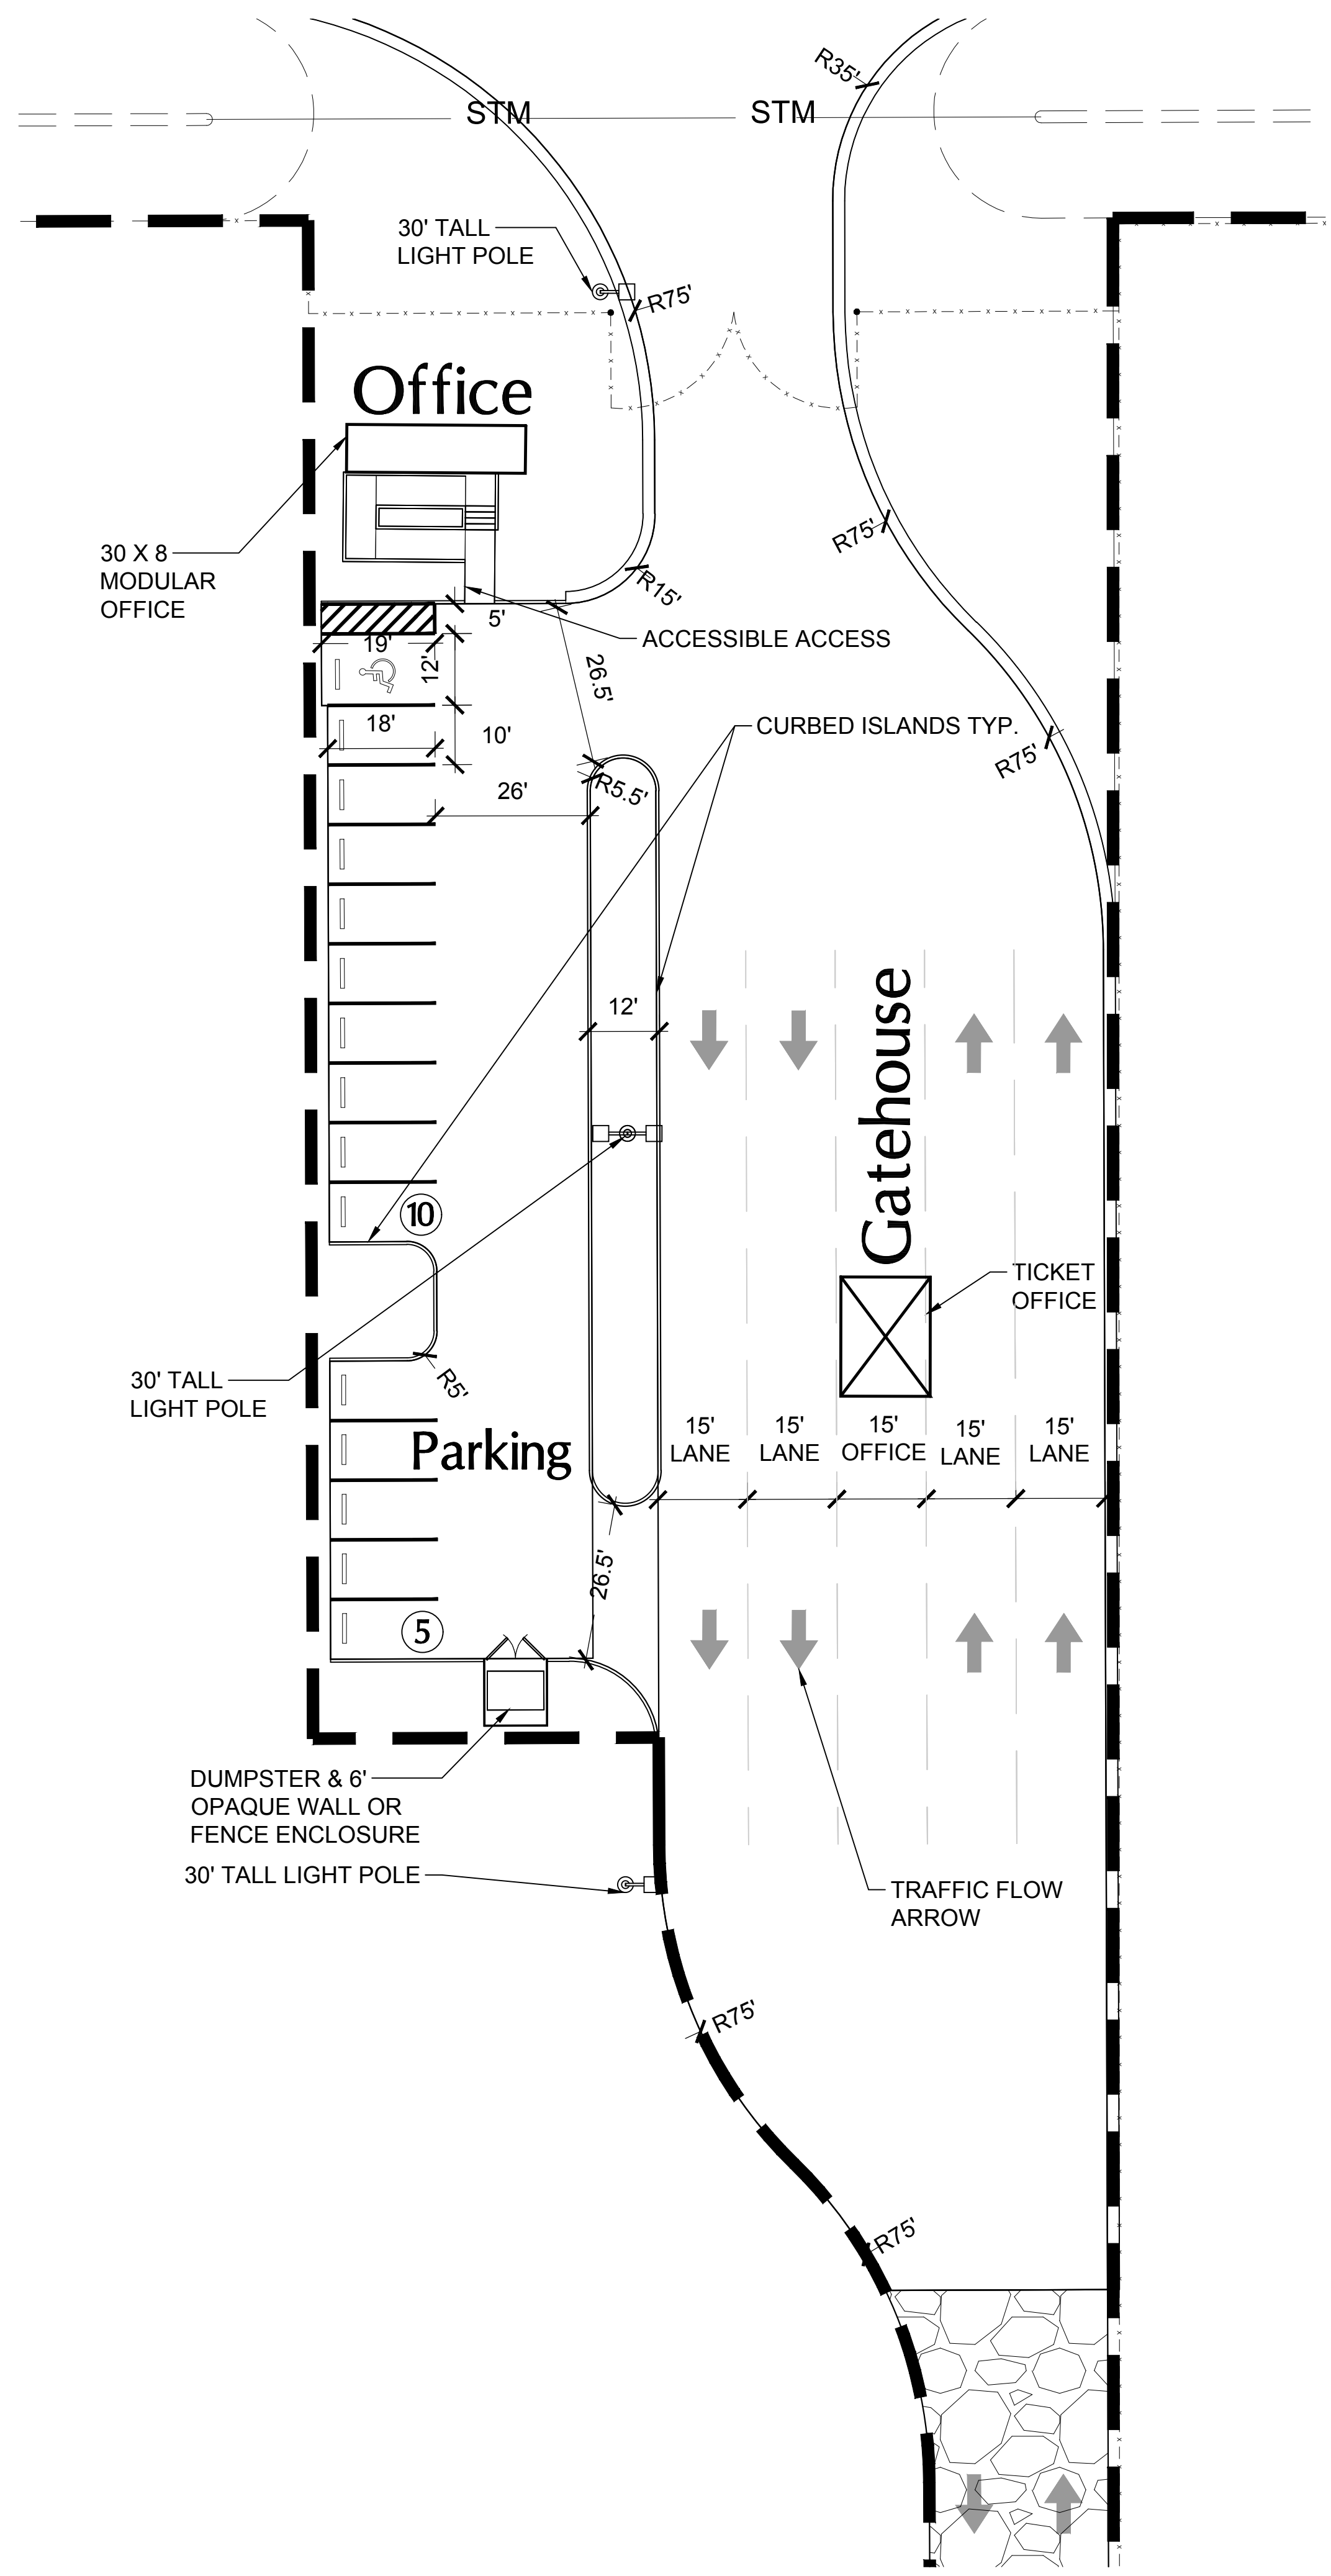 R35'
STM
STM
30' TALL
LIGHT POLE
R75'
Office
R75'
30 X 8
MODULAR
OFFICE
R15'
5'
ACCESSIBLE ACCESS
19'
12'
26.5'
18'
10'
CURBED ISLANDS TYP.
R75'
26'
R5.5'
12'
Gatehouse
10
TICKET
OFFICE
30' TALL
LIGHT POLE
R5'
Parking
15'
LANE
15'
LANE
15'
OFFICE
15'
LANE
15'
LANE
26.5'
5
DUMPSTER & 6'
OPAQUE WALL OR
FENCE ENCLOSURE
30' TALL LIGHT POLE
TRAFFIC FLOW
ARROW
R75'
R75'